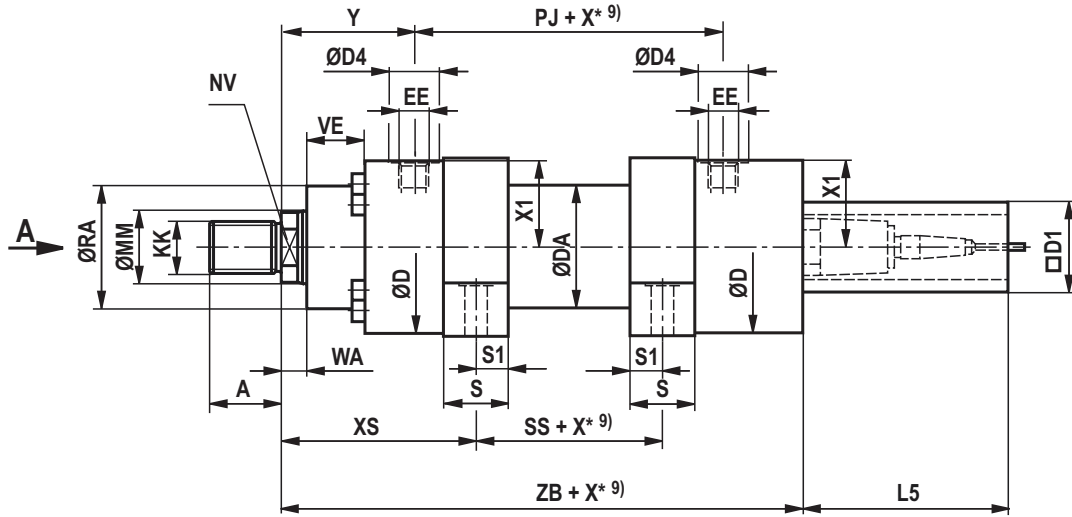 Y
PJ + X* 9)
ØD4
ØD4
NV
EE
EE
VE
A
ØRA
ØMM
KK
X1
ØDA
X1
□D1
ØD
ØD
WA
S1
S1
A
S
S
XS
SS + X* 9)
ZB + X* 9)
L5